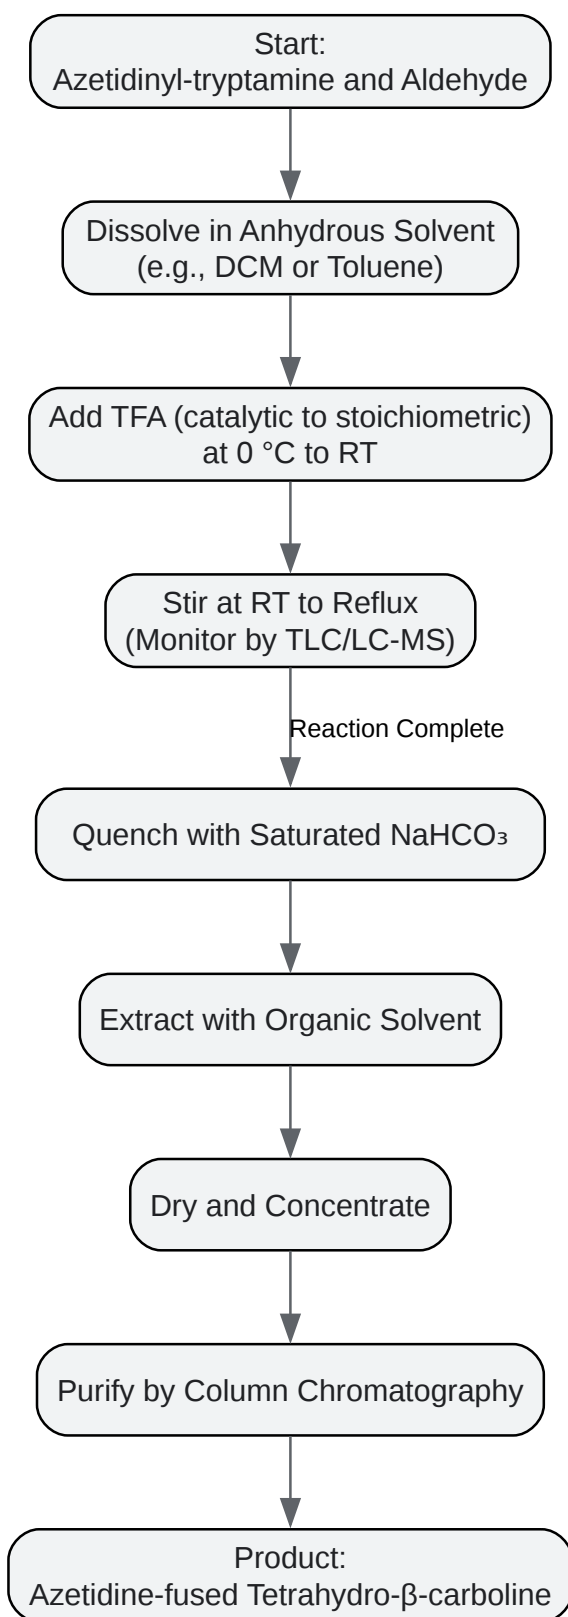 Start:
Azetidinyl-tryptamine and Aldehyde
Dissolve in Anhydrous Solvent
(e.g., DCM or Toluene)
Add TFA (catalytic to stoichiometric)
at 0 °C to RT
Stir at RT to Reflux
(Monitor by TLC/LC-MS)
Reaction Complete
Quench with Saturated NaHCO₃
Extract with Organic Solvent
Dry and Concentrate
Purify by Column Chromatography
Product:
Azetidine-fused Tetrahydro-β-carboline